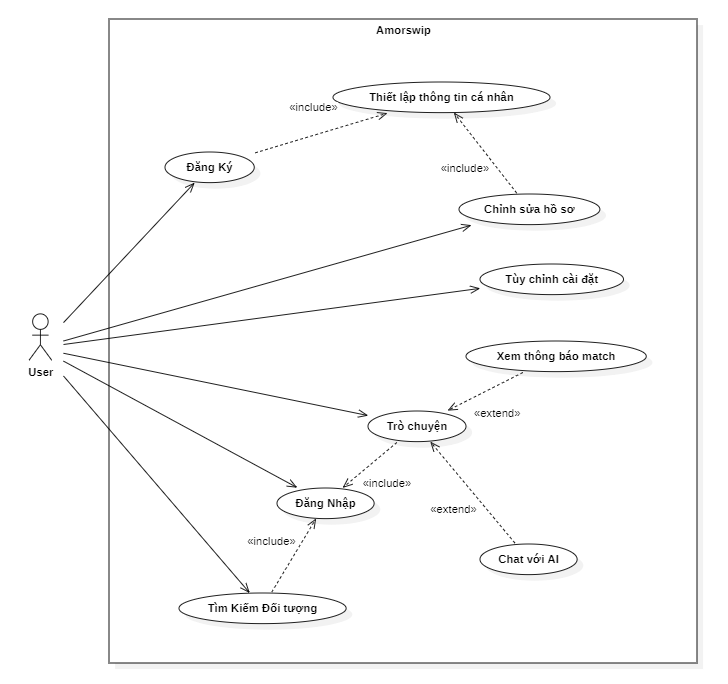 Amorswip
Thiết lập thông tin cá nhân
«include»
Đăng Ký
«include»
Chỉnh sửa hồ sơ
Tùy chỉnh cài đặt
User
Xem thông báo match
«extend»
Trò chuyện
«include»
Đăng Nhập
«extend»
«include»
Chat với AI
Tìm Kiếm Đối tượng